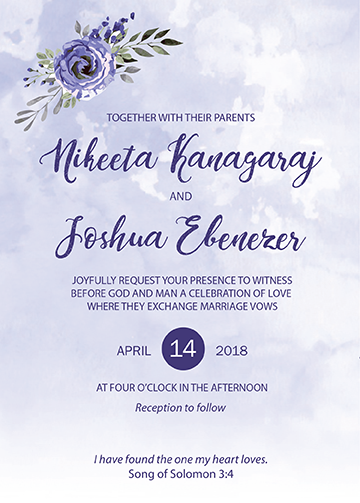 TOGETHER WITH THEIR PARENTS
Nikeeta Kanagaraj
AND
Joshua Ebenezer
JOYFULLY REQUEST YOUR PRESENCE TO WITNESS
BEFORE GOD AND MAN A CELEBRATION OF LOVE
WHERE THEY EXCHANGE MARRIAGE VOWS
APRIL 14 2018
AT FOUR O'CLOCK IN THE AFTERNOON
Reception to follow
I have found the one my heart loves.
Song of Solomon 3:4